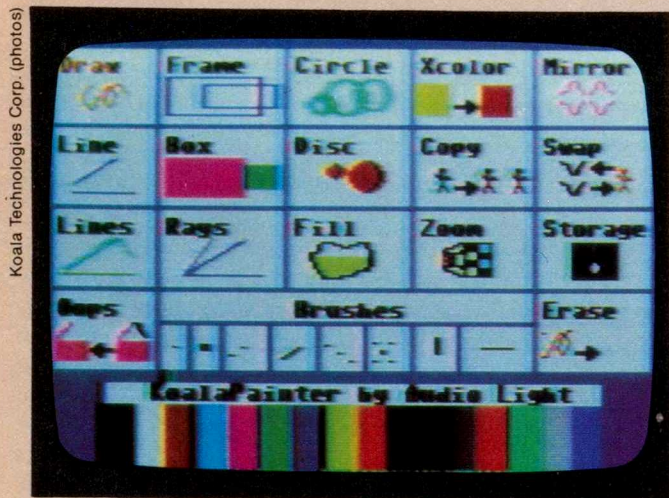 Koala Technologies Corp. (photos)
Draw Frame Circle Xcolor Mirror
Line Box Disc Copy Swap
Lines Rays Fill Zoom Storage
Oops Brushes Erase
KoalaPainter by Audio Light